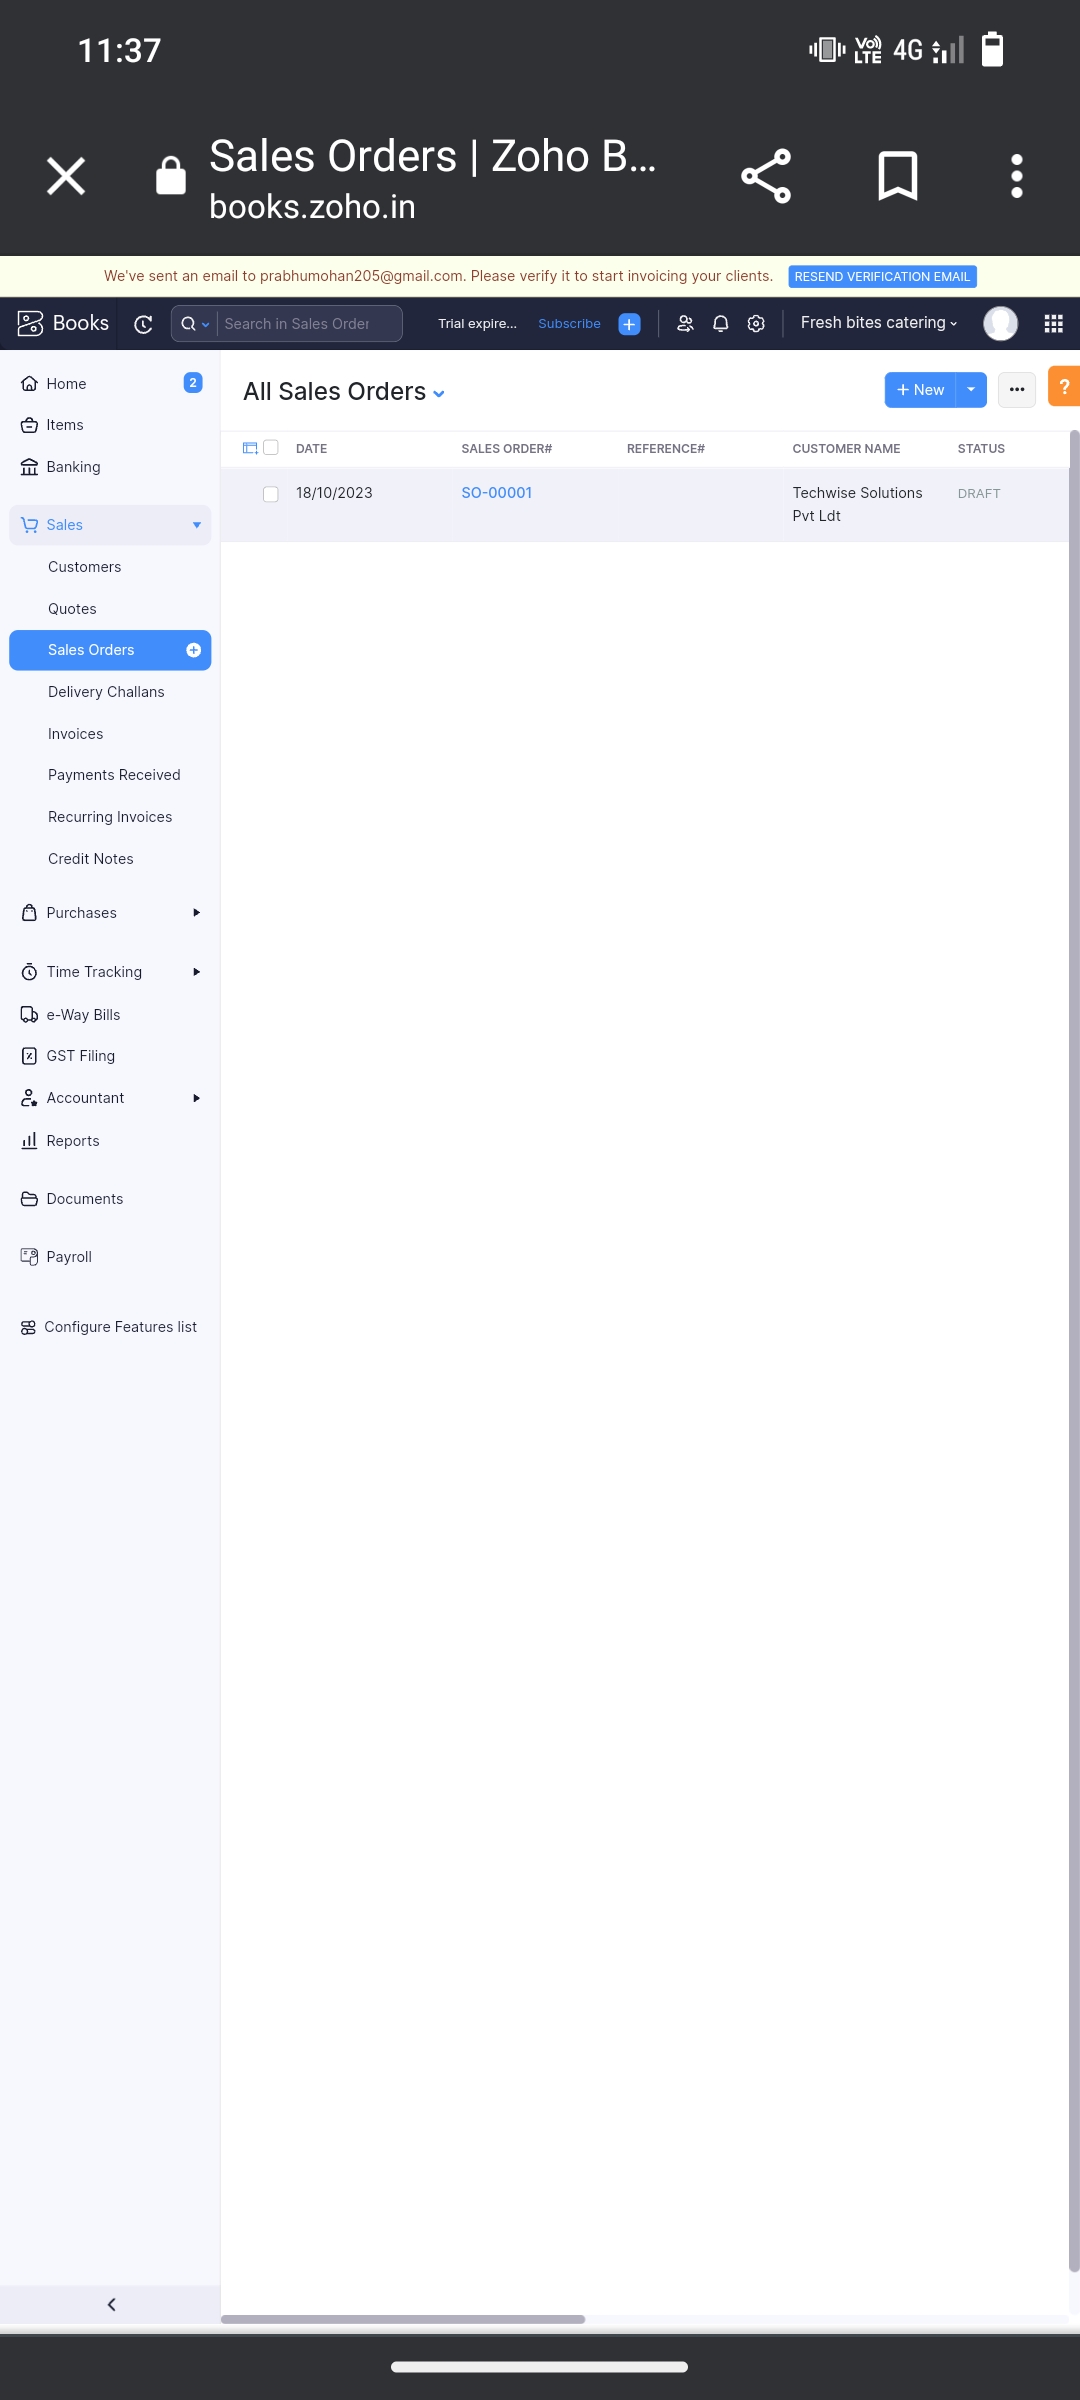 11:37
Vo) LTE 4G
Sales Orders | Zoho B...
books.zoho.in
We've sent an email to prabhumohan205@gmail.com. Please verify it to start invoicing your clients. RESEND VERIFICATION EMAIL
Books Search in Sales Order Trial expire... Subscribe Fresh bites catering
Home 2
Items
Banking
Sales
Customers
Quotes
Sales Orders
Delivery Challans
Invoices
Payments Received
Recurring Invoices
Credit Notes
Purchases
Time Tracking
e-Way Bills
GST Filing
Accountant
Reports
Documents
Payroll
Configure Features list
All Sales Orders + New ... ?
DATE SALES ORDER# REFERENCE# CUSTOMER NAME STATUS
18/10/2023 SO-00001 Techwise Solutions DRAFT
Pvt Ldt